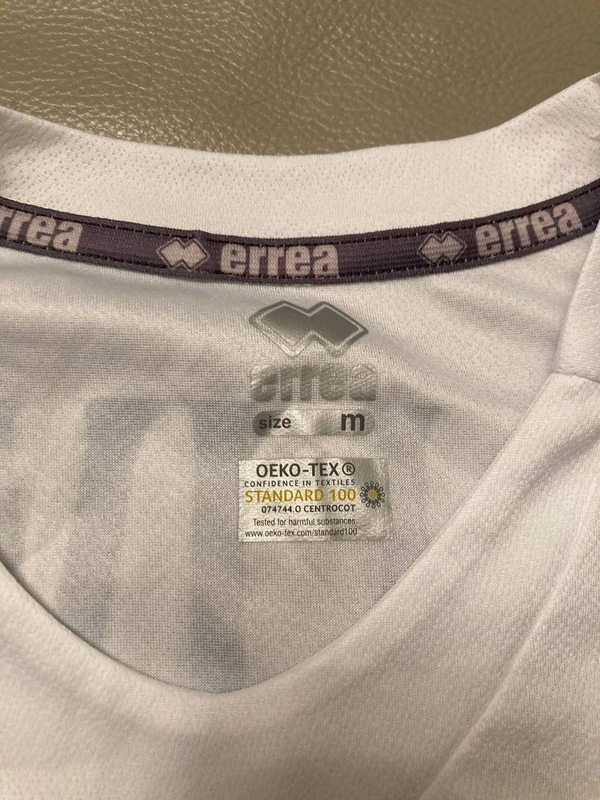 errea errea errea
errea
size m
OEKO-TEX®
CONFIDENCE IN TEXTILES
STANDARD 100
074744.O CENTROCOT
Tested for harmful substances.
www.oeko-tex.com/standard100